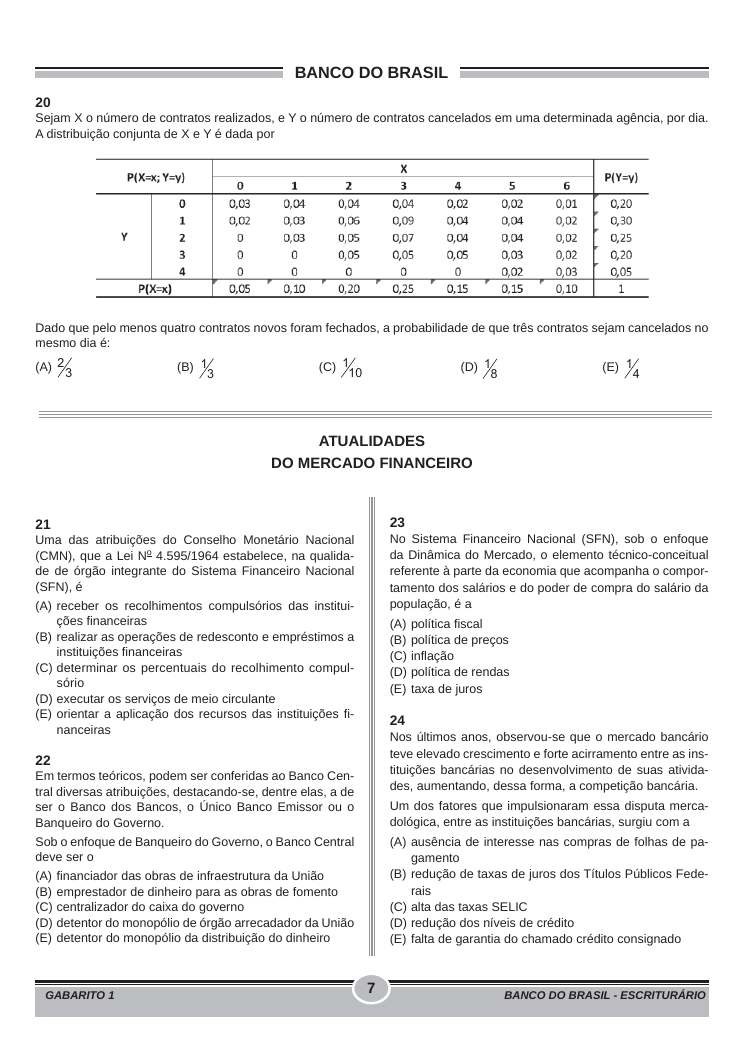 BANCO DO BRASIL
20
Sejam X o número de contratos realizados, e Y o número de contratos cancelados em uma determinada agência, por dia.
A distribuição conjunta de X e Y é dada por
P(X=x; Y=y) X P(Y=y)
0 1 2 3 4 5 6
0 0,03 0,04 0,04 0,04 0,02 0,02 0,01 0,20
1 0,02 0,03 0,06 0,09 0,04 0,04 0,02 0,30
Y 2 0 0,03 0,05 0,07 0,04 0,04 0,02 0,25
3 0 0 0,05 0,05 0,05 0,03 0,02 0,20
4 0 0 0 0 0 0,02 0,03 0,05
P(X=x) 0,05 0,10 0,20 0,25 0,15 0,15 0,10 1
Dado que pelo menos quatro contratos novos foram fechados, a probabilidade de que três contratos sejam cancelados no
mesmo dia é:
(A) 2/3 (B) 1/3 (C) 1/10 (D) 1/8 (E) 1/4
ATUALIDADES
DO MERCADO FINANCEIRO
21
Uma das atribuições do Conselho Monetário Nacional
(CMN), que a Lei Nº 4.595/1964 estabelece, na qualida-
de de órgão integrante do Sistema Financeiro Nacional
(SFN), é
(A) receber os recolhimentos compulsórios das institui-
ções financeiras
(B) realizar as operações de redesconto e empréstimos a
instituições financeiras
(C) determinar os percentuais do recolhimento compul-
sório
(D) executar os serviços de meio circulante
(E) orientar a aplicação dos recursos das instituições fi-
nanceiras
22
Em termos teóricos, podem ser conferidas ao Banco Cen-
tral diversas atribuições, destacando-se, dentre elas, a de
ser o Banco dos Bancos, o Único Banco Emissor ou o
Banqueiro do Governo.
Sob o enfoque de Banqueiro do Governo, o Banco Central
deve ser o
(A) financiador das obras de infraestrutura da União
(B) emprestador de dinheiro para as obras de fomento
(C) centralizador do caixa do governo
(D) detentor do monopólio de órgão arrecadador da União
(E) detentor do monopólio da distribuição do dinheiro
23
No Sistema Financeiro Nacional (SFN), sob o enfoque
da Dinâmica do Mercado, o elemento técnico-conceitual
referente à parte da economia que acompanha o compor-
tamento dos salários e do poder de compra do salário da
população, é a
(A) política fiscal
(B) política de preços
(C) inflação
(D) política de rendas
(E) taxa de juros
24
Nos últimos anos, observou-se que o mercado bancário
teve elevado crescimento e forte acirramento entre as ins-
tituições bancárias no desenvolvimento de suas ativida-
des, aumentando, dessa forma, a competição bancária.
Um dos fatores que impulsionaram essa disputa merca-
dológica, entre as instituições bancárias, surgiu com a
(A) ausência de interesse nas compras de folhas de pa-
gamento
(B) redução de taxas de juros dos Títulos Públicos Fede-
rais
(C) alta das taxas SELIC
(D) redução dos níveis de crédito
(E) falta de garantia do chamado crédito consignado
GABARITO 1
7
BANCO DO BRASIL - ESCRITURÁRIO